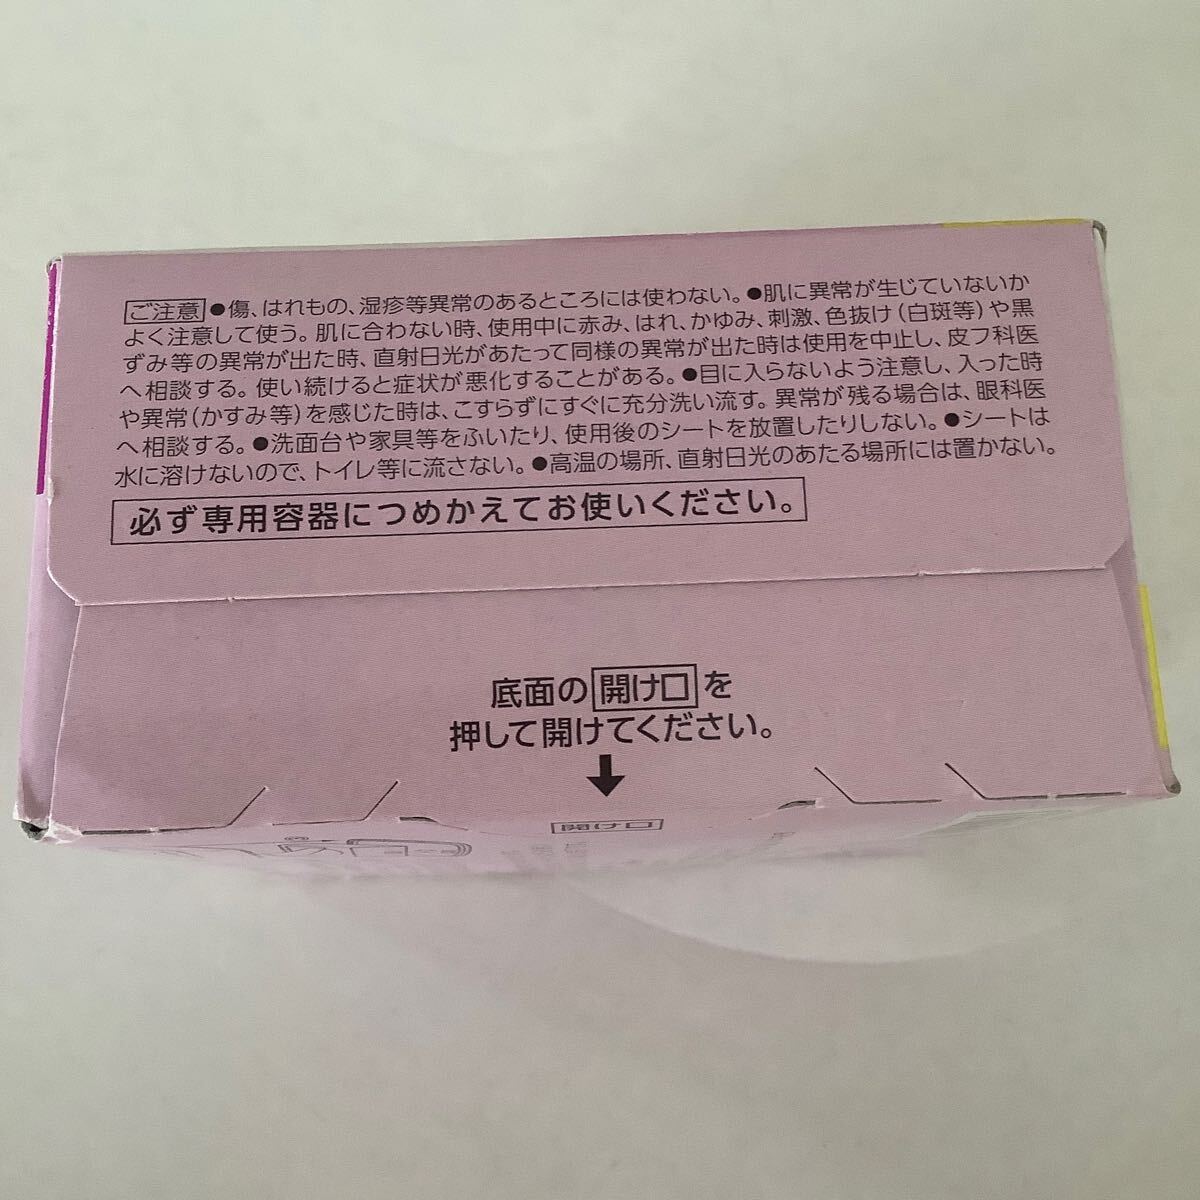 ご注意 ●傷、はれもの、湿疹等異常のあるところには使わない。●肌に異常が生じていないか
よく注意して使う。肌に合わない時、使用中に赤み、はれ、かゆみ、刺激、色抜け(白斑等)や黒
ずみ等の異常が出た時、直射日光があたって同様の異常が出た時は使用を中止し、皮フ科医
へ相談する。使い続けると症状が悪化することがある。●目に入らないよう注意し、入った時
や異常(かすみ等)を感じた時は、こすらずにすぐに充分洗い流す。異常が残る場合は、眼科医
へ相談する。●洗面台や家具等をふいたり、使用後のシートを放置したりしない。●シートは
水に溶けないので、トイレ等に流さない。●高温の場所、直射日光のあたる場所には置かない。
必ず専用容器につめかえてお使いください。
底面の 開け口 を
押して開けてください。
開け口